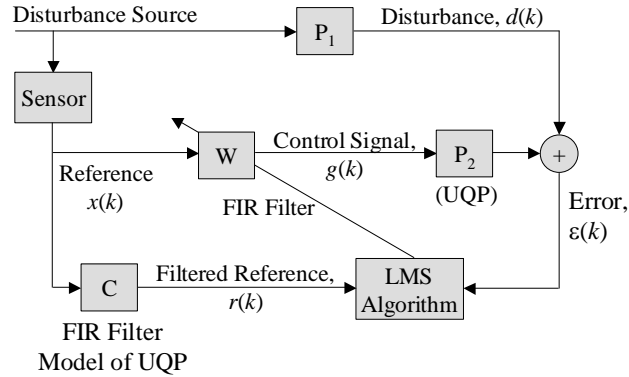 Disturbance Source
P₁
Disturbance, d(k)
Sensor
Reference
x(k)
W
Control Signal,
g(k)
FIR Filter
P₂
(UQP)
+
Error,
ε(k)
C
Filtered Reference,
r(k)
LMS
Algorithm
FIR Filter
Model of UQP